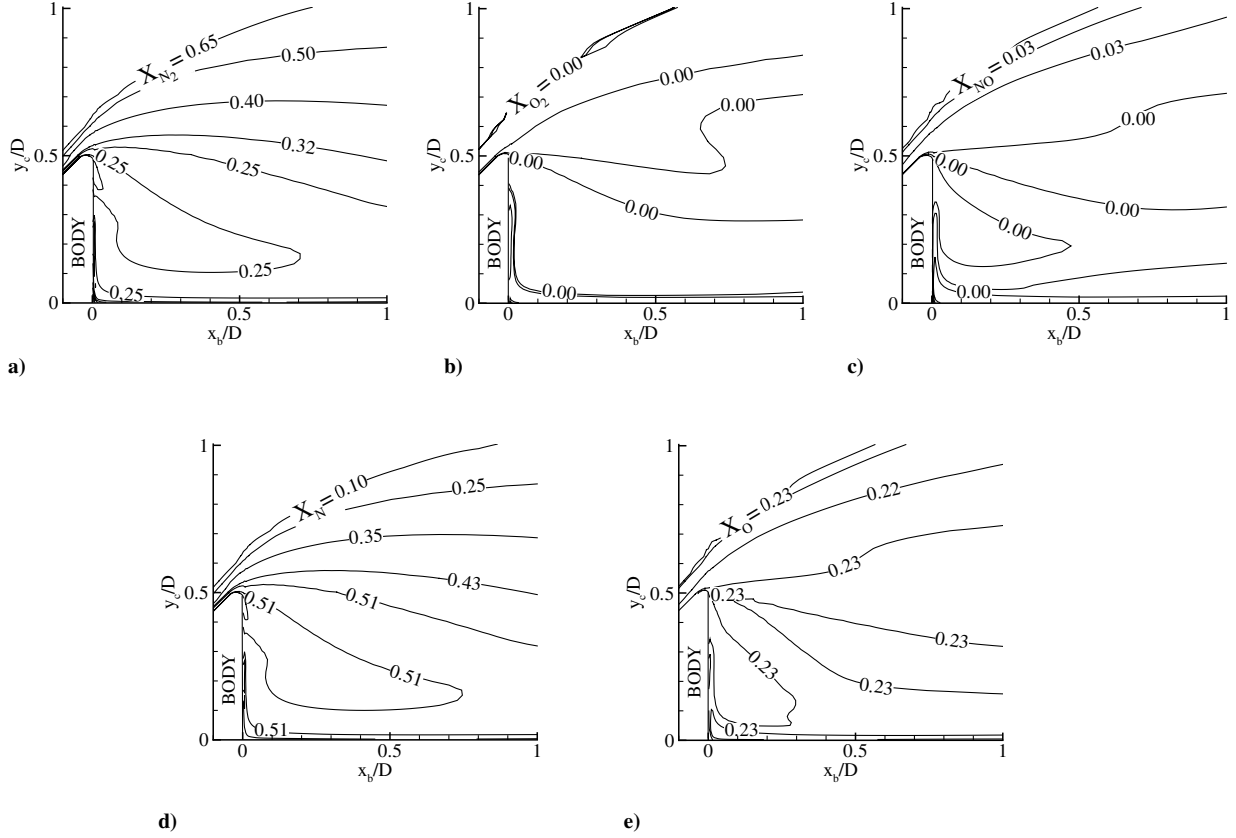 1
y_c/D
0.5
0
X_N2 = 0.65
0.50
0.40
0.32
0.25
0.25
0.25
0.25
BODY
0
0.5
1
x_b/D
a)
1
y_c/D
0.5
0
X_O2 = 0.00
0.00
0.00
0.00
0.00
0.00
BODY
0
0.5
1
x_b/D
b)
1
y_c/D
0.5
0
X_NO = 0.03
0.03
0.00
0.00
0.00
0.00
0.00
BODY
0
0.5
1
x_b/D
c)
1
y_c/D
0.5
0
X_N = 0.10
0.25
0.35
0.43
0.51
0.51
0.51
0.51
BODY
0
0.5
1
x_b/D
d)
1
y_c/D
0.5
0
X_O = 0.23
0.22
0.23
0.23
0.23
0.23
0.23
0.23
BODY
0
0.5
1
x_b/D
e)